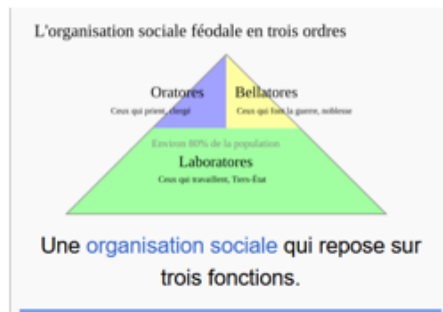 L'organisation sociale féodale en trois ordres
Oratores
Bellatores
Ceux qui prient, clergé
Ceux qui font la guerre, noblesse
Environ 80% de la population
Laboratores
Ceux qui travaillent, Tiers-État
Une organisation sociale qui repose sur
trois fonctions.